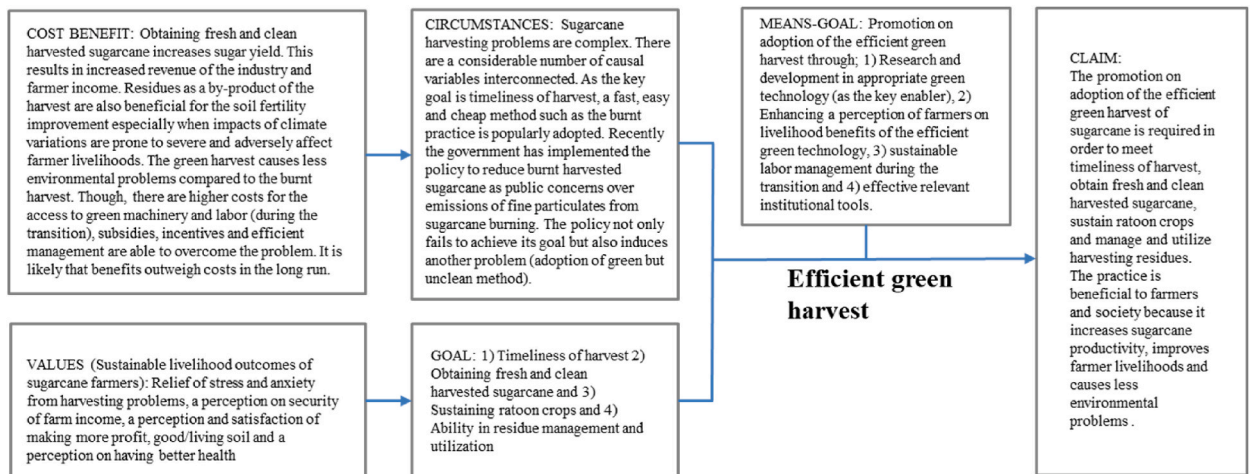 COST BENEFIT: Obtaining fresh and clean
harvested sugarcane increases sugar yield. This
results in increased revenue of the industry and
farmer income. Residues as a by-product of the
harvest are also beneficial for the soil fertility
improvement especially when impacts of climate
variations are prone to severe and adversely affect
farmer livelihoods. The green harvest causes less
environmental problems compared to the burnt
harvest. Though, there are higher costs for the
access to green machinery and labor (during the
transition), subsidies, incentives and efficient
management are able to overcome the problem. It is
likely that benefits outweigh costs in the long run.
VALUES (Sustainable livelihood outcomes of
sugarcane farmers): Relief of stress and anxiety
from harvesting problems, a perception on security
of farm income, a perception and satisfaction of
making more profit, good/living soil and a
perception on having better health
CIRCUMSTANCES: Sugarcane
harvesting problems are complex. There
are a considerable number of causal
variables interconnected. As the key
goal is timeliness of harvest, a fast, easy
and cheap method such as the burnt
practice is popularly adopted. Recently
the government has implemented the
policy to reduce burnt harvested
sugarcane as public concerns over
emissions of fine particulates from
sugarcane burning. The policy not only
fails to achieve its goal but also induces
another problem (adoption of green but
unclean method).
GOAL: 1) Timeliness of harvest 2)
Obtaining fresh and clean
harvested sugarcane and 3)
Sustaining ratoon crops and 4)
Ability in residue management and
utilization
MEANS-GOAL: Promotion on
adoption of the efficient green
harvest through; 1) Research and
development in appropriate green
technology (as the key enabler), 2)
Enhancing a perception of farmers on
livelihood benefits of the efficient
green technology, 3) sustainable
labor management during the
transition and 4) effective relevant
institutional tools.
Efficient green
harvest
CLAIM:
The promotion on
adoption of the efficient
green harvest of
sugarcane is required in
order to meet
timeliness of harvest,
obtain fresh and clean
harvested sugarcane,
sustain ratoon crops
and manage and utilize
harvesting residues.
The practice is
beneficial to farmers
and society because it
increases sugarcane
productivity, improves
farmer livelihoods and
causes less
environmental
problems .